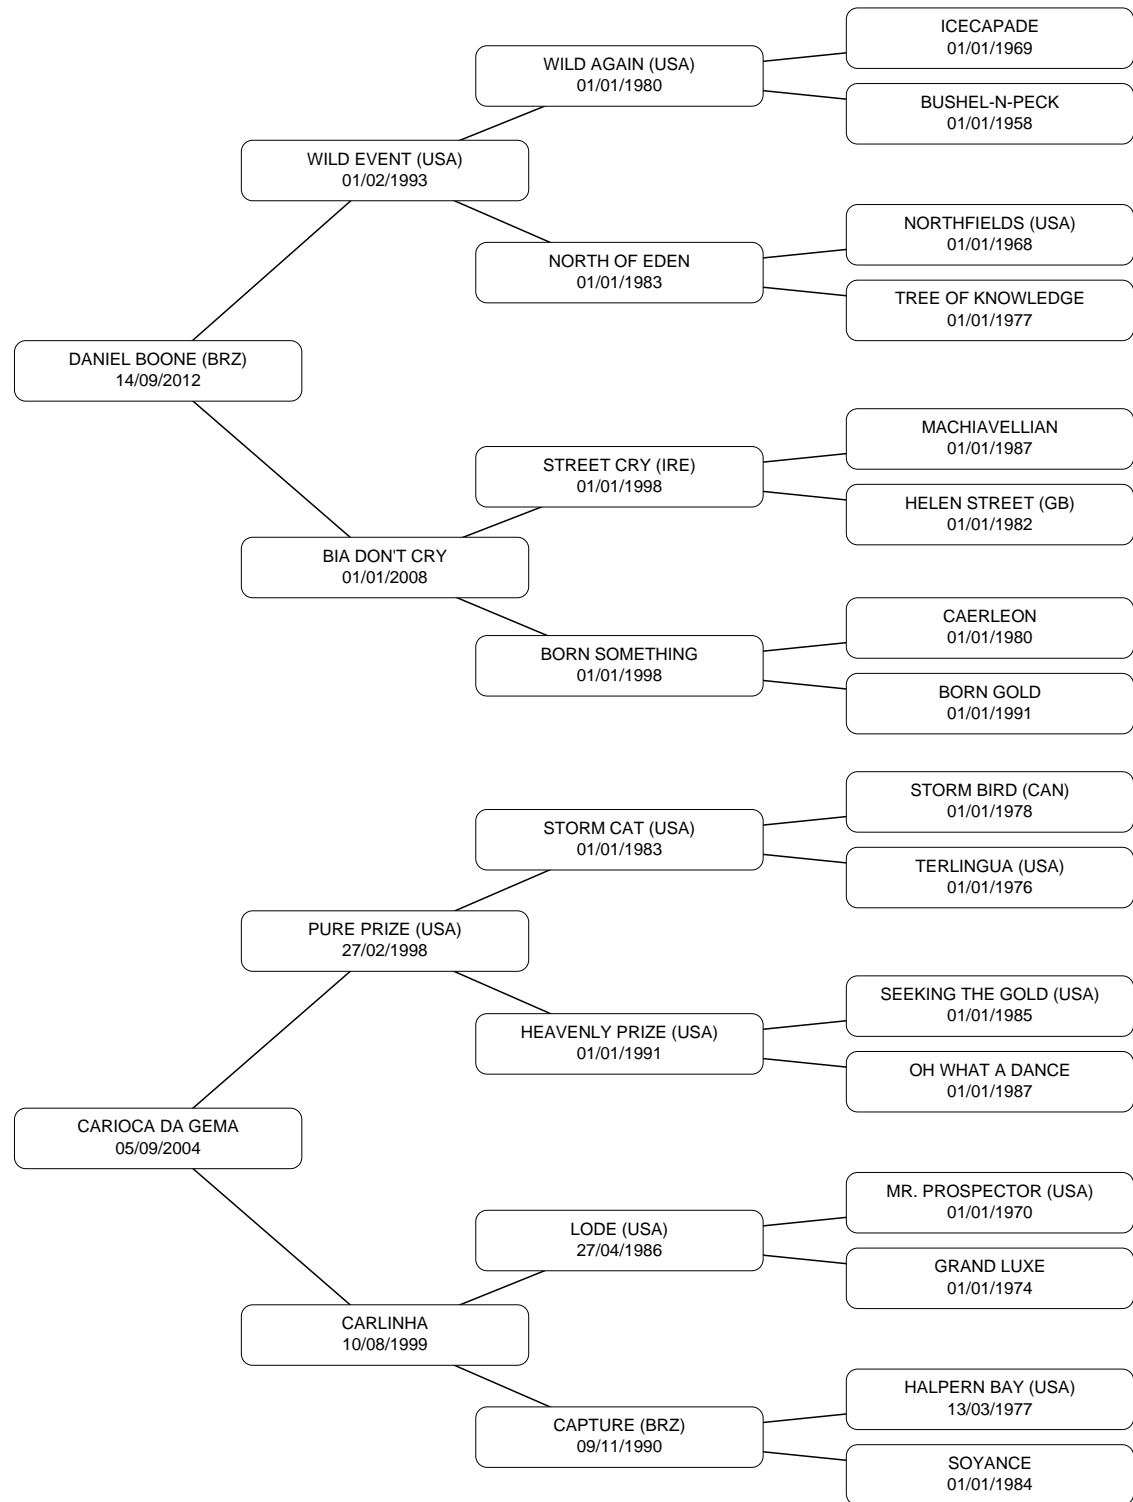 ICECAPADE
01/01/1969
WILD AGAIN (USA)
01/01/1980
BUSHEL-N-PECK
01/01/1958
WILD EVENT (USA)
01/02/1993
NORTHFIELDS (USA)
01/01/1968
NORTH OF EDEN
01/01/1983
TREE OF KNOWLEDGE
01/01/1977
DANIEL BOONE (BRZ)
14/09/2012
MACHIAVELLIAN
01/01/1987
STREET CRY (IRE)
01/01/1998
HELEN STREET (GB)
01/01/1982
BIA DON'T CRY
01/01/2008
CAERLEON
01/01/1980
BORN SOMETHING
01/01/1998
BORN GOLD
01/01/1991
STORM BIRD (CAN)
01/01/1978
STORM CAT (USA)
01/01/1983
TERLINGUA (USA)
01/01/1976
PURE PRIZE (USA)
27/02/1998
SEEKING THE GOLD (USA)
01/01/1985
HEAVENLY PRIZE (USA)
01/01/1991
OH WHAT A DANCE
01/01/1987
CARIOCA DA GEMA
05/09/2004
MR. PROSPECTOR (USA)
01/01/1970
LODE (USA)
27/04/1986
GRAND LUXE
01/01/1974
CARLINHA
10/08/1999
HALPERN BAY (USA)
13/03/1977
CAPTURE (BRZ)
09/11/1990
SOYANCE
01/01/1984